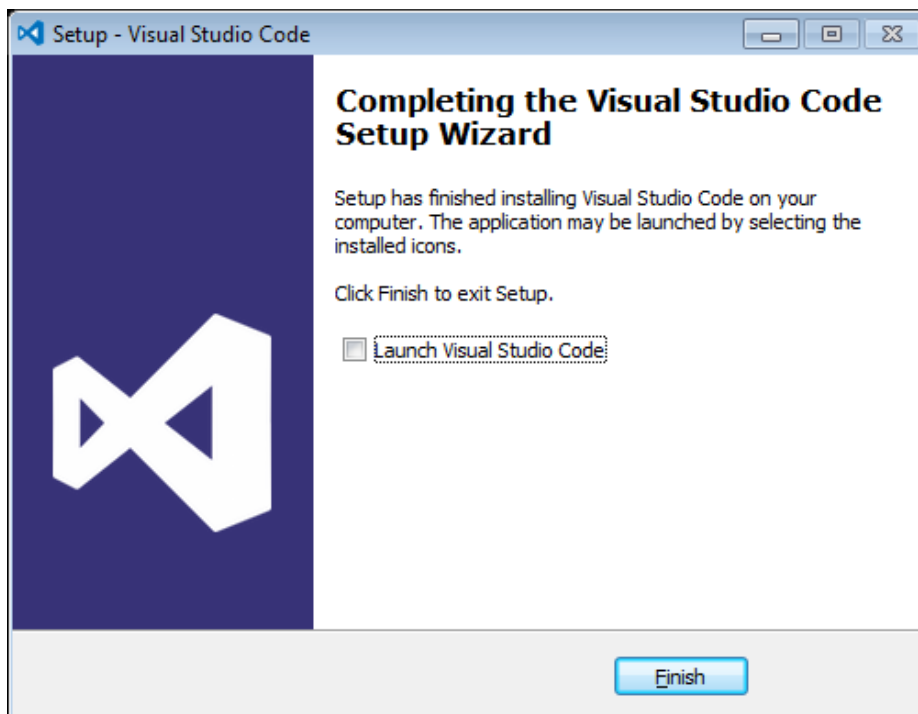 Setup - Visual Studio Code
Completing the Visual Studio Code
Setup Wizard
Setup has finished installing Visual Studio Code on your
computer. The application may be launched by selecting the
installed icons.
Click Finish to exit Setup.
Launch Visual Studio Code
Finish